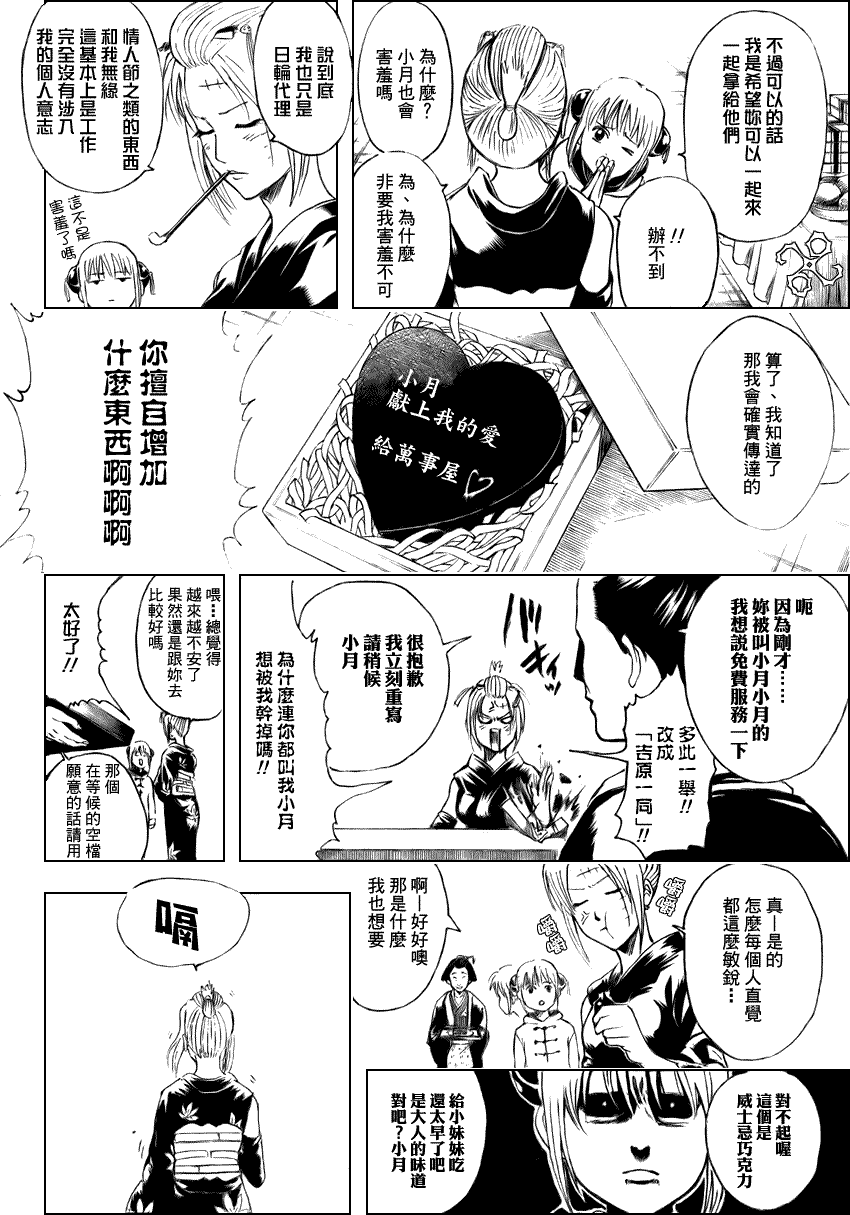 不過可以的話
我是希望妳可以一起來
一起拿給他們
辦不到
!!
為什麼?
小月也會
害羞嗎
為、為什麼
非要我害羞不可
說到底
我也只是
日輪代理
情人節之類的東西
和我無緣
這基本上是工作
完全沒有涉入
我的個人意志
這不是
害羞了嗎
算了、我知道了
那我會確實傳達的
小月
獻上我的愛
給萬事屋♡
你擅自增加
什麼東西啊啊啊
呃
因為剛才……
妳被叫小月小月的
我想說免費服務一下
多此一舉!!
改成
「吉原一同」!!
很抱歉
我立刻重寫
請稍候
小月
為什麼連你都叫我小月
想被我幹掉嗎!!
喂…總覺得
越來越不安了
果然還是跟妳去
比較好嗎
太好了!!
那個
在等候的空檔
願意的話請用
真—是的
怎麼每個人直覺
都這麼敏銳…
嚼嚼
嚼嚼
啊—好好噢
那是什麼
我也想要
對不起喔
這個是
威士忌巧克力
給小妹妹吃
還太早了吧
是大人的味道
對吧?小月
嗝